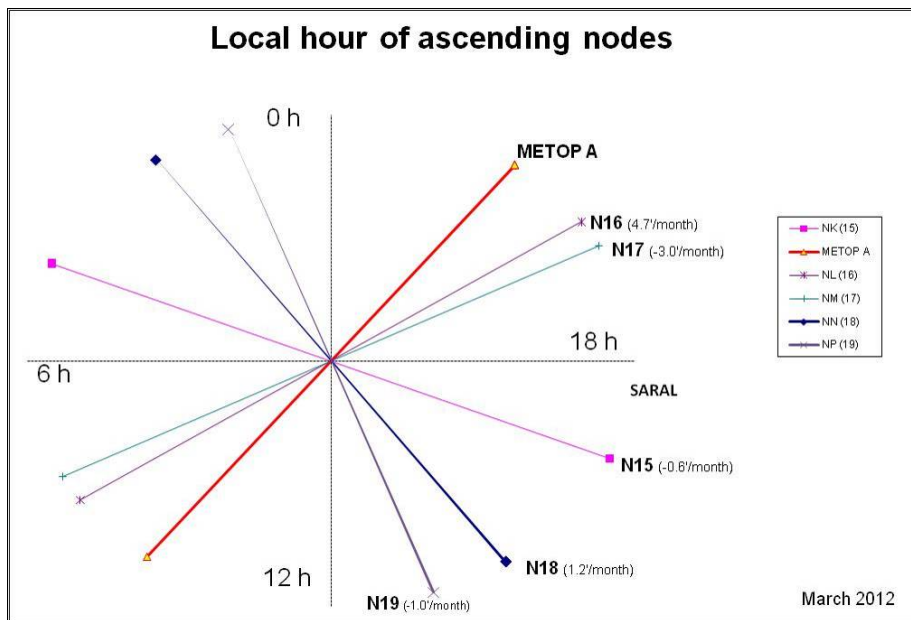 Local hour of ascending nodes
0 h
METOP A
N16 (4.7'/month)
N17 (-3.0'/month)
NK (15)
METOP A
NL (16)
NM (17)
NN (18)
NP (19)
18 h
6 h
SARAL
N15 (-0.6'/month)
N18 (1.2'/month)
12 h
N19 (-1.0'/month)
March 2012